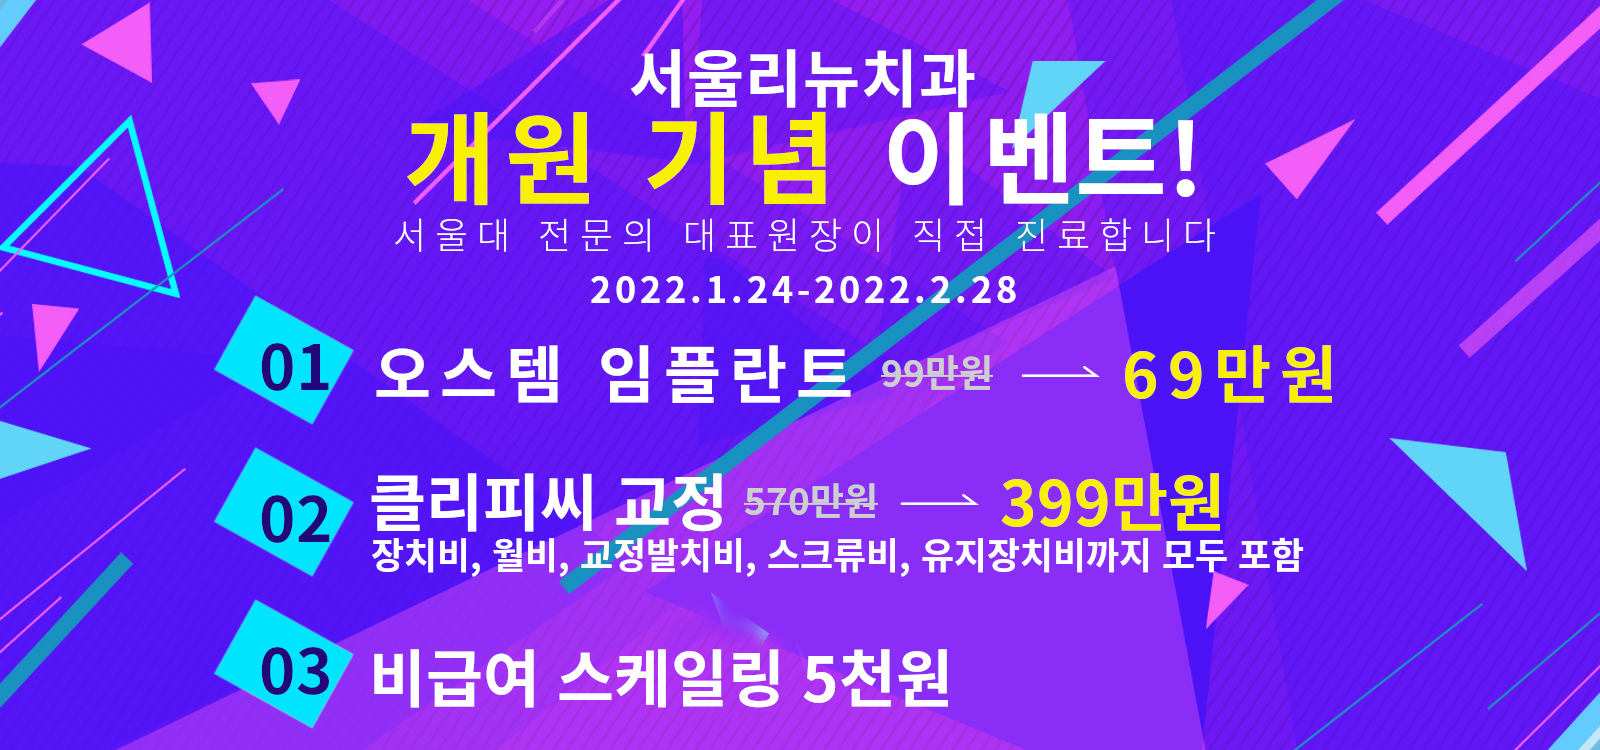 서울리뉴치과
개원 기념 이벤트!
서울대 전문의 대표원장이 직접 진료합니다
2022.1.24-2022.2.28
01 오스템 임플란트 99만원 → 69만원
02 클리피씨 교정 570만원 → 399만원
장치비, 월비, 교정발치비, 스크류비, 유지장치비까지 모두 포함
03 비급여 스케일링 5천원